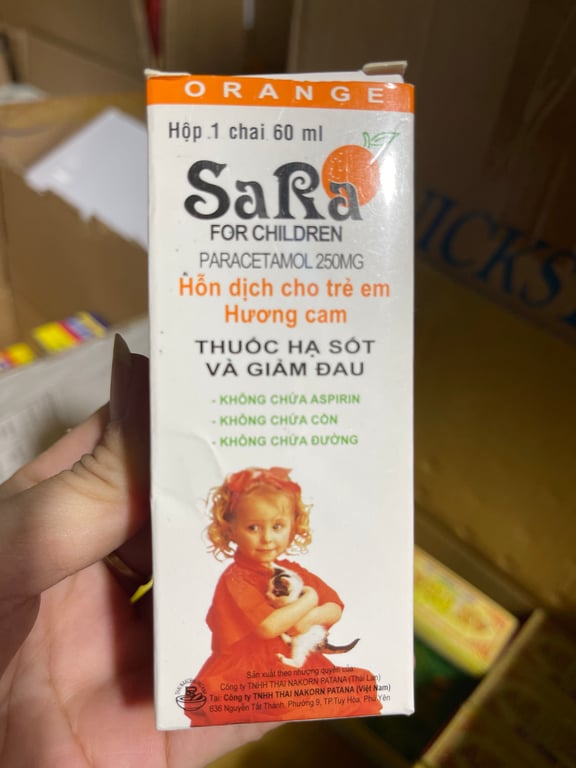 ORANGE
Hộp 1 chai 60 ml
SaRa
FOR CHILDREN
PARACETAMOL 250MG
Hỗn dịch cho trẻ em
Hương cam
THUỐC HẠ SỐT
VÀ GIẢM ĐAU
- KHÔNG CHỨA ASPIRIN
- KHÔNG CHỨA CỒN
- KHÔNG CHỨA ĐƯỜNG
Sản xuất theo nhượng quyền của:
Công ty TNHH THAI NAKORN PATANA (Thái Lan)
Tại: Công ty TNHH THAI NAKORN PATANA (Việt Nam)
636 Nguyễn Tất Thành, Phường 9, TP.Tuy Hòa, Phú Yên